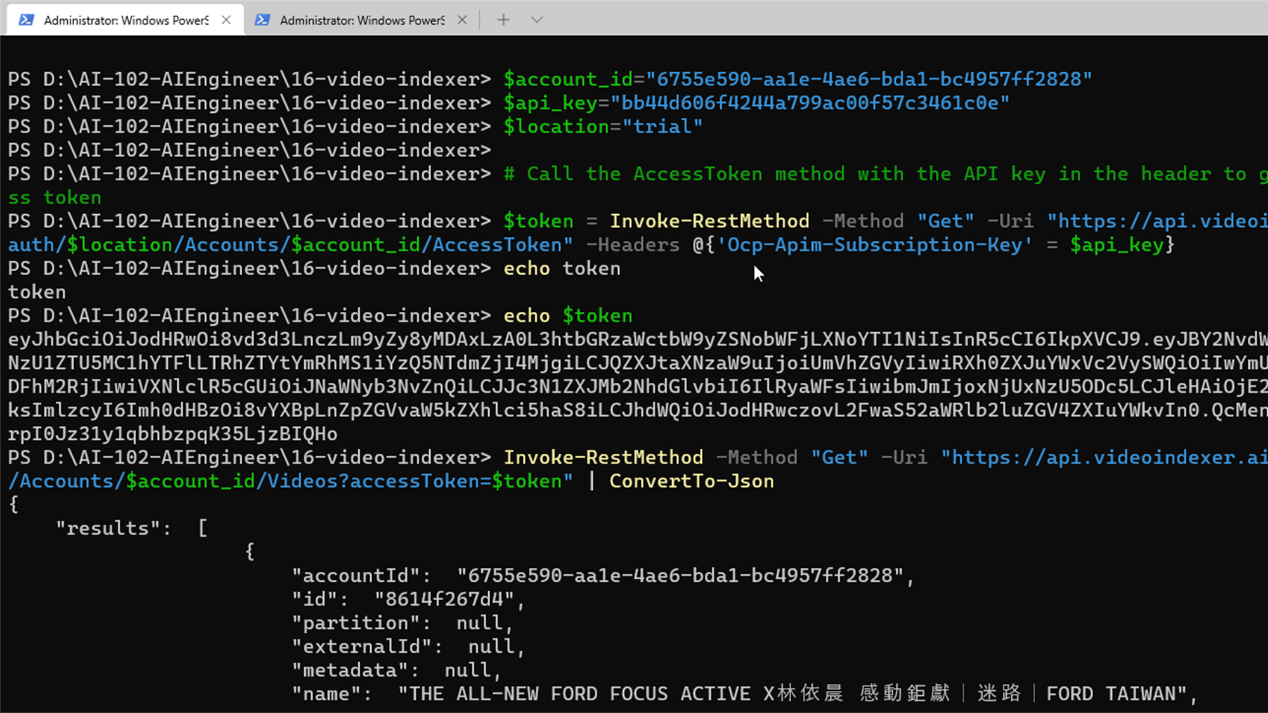 Administrator: Windows PowerS
Administrator: Windows PowerS
PS D:\AI-102-AIEngineer\16-video-indexer> $account_id="6755e590-aa1e-4ae6-bda1-bc4957ff2828"
PS D:\AI-102-AIEngineer\16-video-indexer> $api_key="bb44d606f4244a799ac00f57c3461c0e"
PS D:\AI-102-AIEngineer\16-video-indexer> $location="trial"
PS D:\AI-102-AIEngineer\16-video-indexer>
PS D:\AI-102-AIEngineer\16-video-indexer> # Call the AccessToken method with the API key in the header to g
ss token
PS D:\AI-102-AIEngineer\16-video-indexer> $token = Invoke-RestMethod -Method "Get" -Uri "https://api.videoi
auth/$location/Accounts/$account_id/AccessToken" -Headers @{'Ocp-Apim-Subscription-Key' = $api_key}
PS D:\AI-102-AIEngineer\16-video-indexer> echo token
token
PS D:\AI-102-AIEngineer\16-video-indexer> echo $token
eyJhbGciOiJodHRwOi8vd3d3LnczLm9yZy8yMDAxLzA0L3htbGRzaWctbW9yZSNobWFjLXNoYTI1NiIsInR5cCI6IkpXVCJ9.eyJBY2NvdW
NzU1ZTU5MC1hYTFlLTRhZTYtYmRhMS1iYzQ5NTdmZjI4MjgiLCJQZXJtaXNzaW9uIjoiUmVhZGVyIiwiRXh0ZXJuYWxVc2VySWQiOiIwYmU
DFhM2RjIiwiVXNlclR5cGUiOiJNaWNyb3NvZnQiLCJJc3N1ZXJMb2NhdGlvbiI6IlRyaWFsIiwibmJmIjoxNjUxNzU5ODc5LCJleHAiOjE2
ksImlzcyI6Imh0dHBzOi8vYXBpLnZpZGVvaW5kZXhlci5haS8iLCJhdWQiOiJodHRwczovL2FwaS52aWRlb2luZGV4ZXIuYWkvIn0.QcMen
rpI0Jz31y1qbhbzpqK35LjzBIQHo
PS D:\AI-102-AIEngineer\16-video-indexer> Invoke-RestMethod -Method "Get" -Uri "https://api.videoindexer.ai
/Accounts/$account_id/Videos?accessToken=$token" | ConvertTo-Json
{
"results": [
{
"accountId": "6755e590-aa1e-4ae6-bda1-bc4957ff2828",
"id": "8614f267d4",
"partition": null,
"externalId": null,
"metadata": null,
"name": "THE ALL-NEW FORD FOCUS ACTIVE X林依晨 感動鉅獻｜迷路｜FORD TAIWAN",